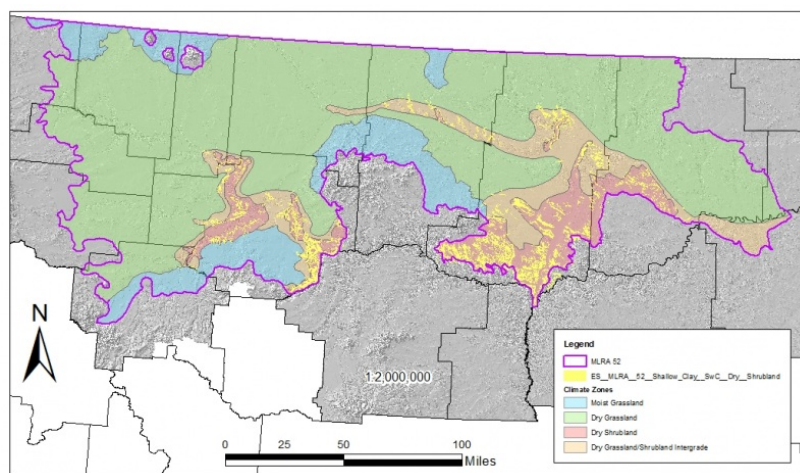 N
1:2,000,000
0 25 50 100
Miles
Legend
MLRA 52
ES__MLRA__52__Shallow_Clay__SwC__Dry__Shrubland
Climate Zones
Moist Grassland
Dry Grassland
Dry Shrubland
Dry Grassland/Shrubland Intergrade